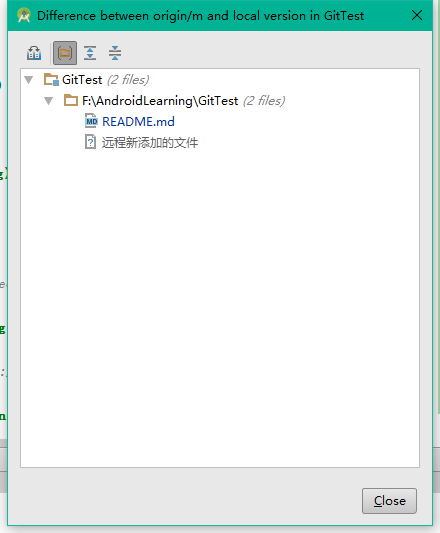 Difference between origin/m and local version in GitTest
GitTest (2 files)
F:\AndroidLearning\GitTest (2 files)
MD README.md
? 远程新添加的文件
Close